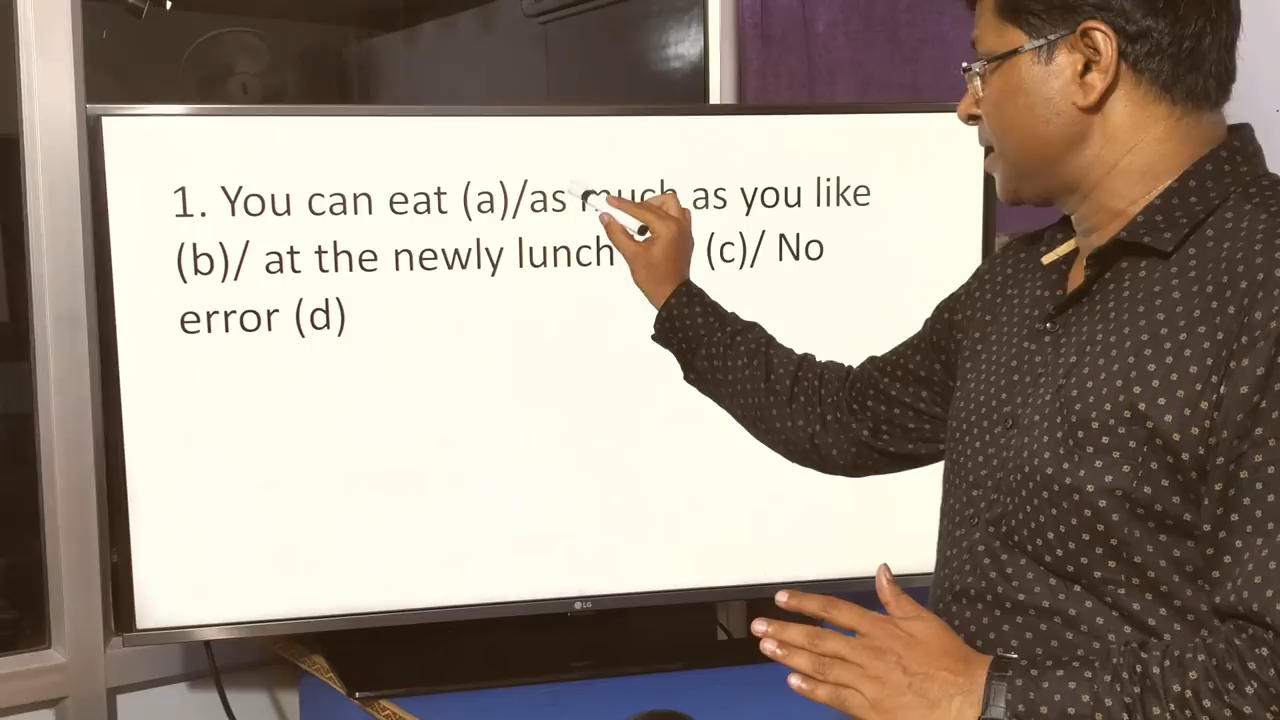 1. You can eat (a)/as much as you like
(b)/ at the newly lunch (c)/ No
error (d)
LG